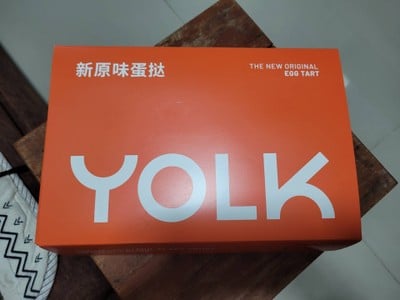 新原味蛋挞
THE NEW ORIGINAL
EGG TART
YOLK